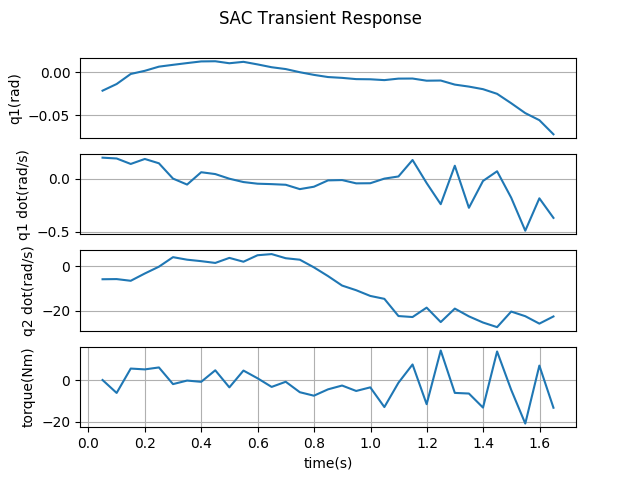 SAC Transient Response
0.00
−0.05
q1(rad)
0.0
−0.5
q1 dot(rad/s)
0
−20
q2 dot(rad/s)
0
−20
torque(Nm)
0.0 0.2 0.4 0.6 0.8 1.0 1.2 1.4 1.6
time(s)